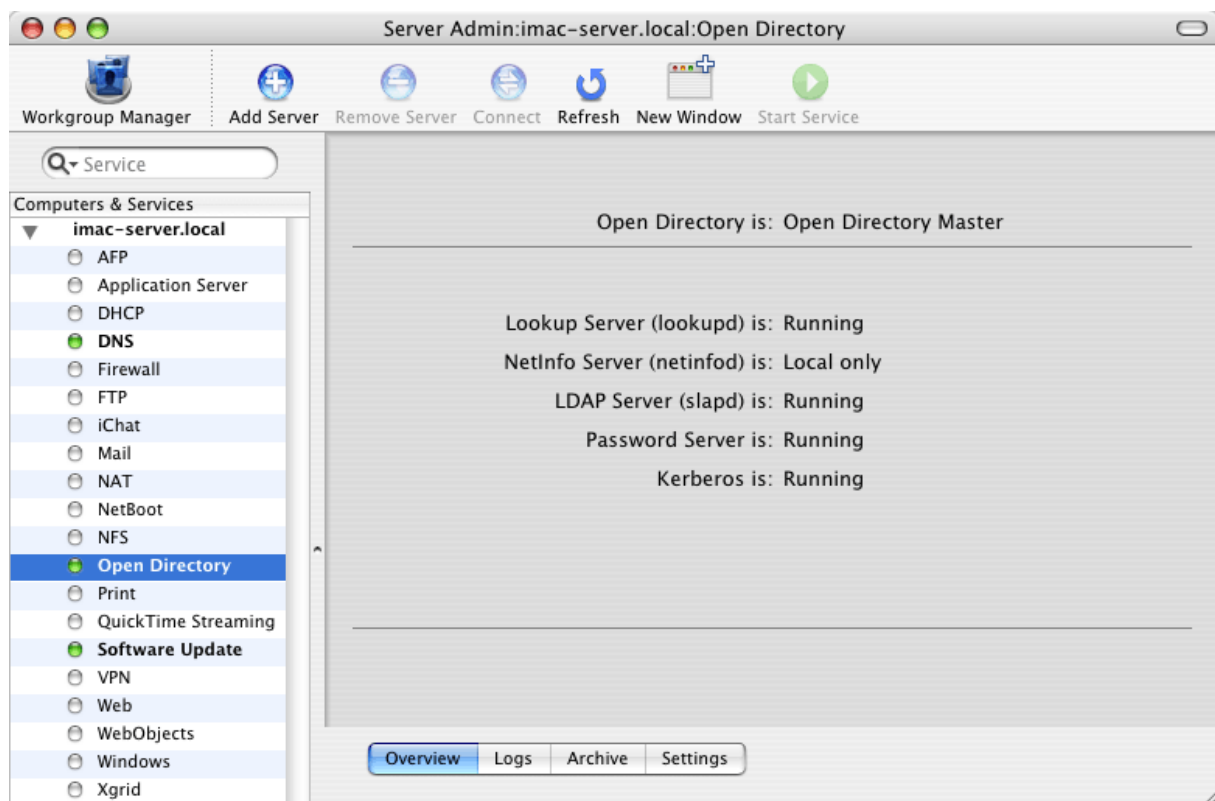 Server Admin:imac-server.local:Open Directory
Workgroup Manager
Add Server
Remove Server
Connect
Refresh
New Window
Start Service
Service
Computers & Services
imac-server.local
AFP
Application Server
DHCP
DNS
Firewall
FTP
iChat
Mail
NAT
NetBoot
NFS
Open Directory
Print
QuickTime Streaming
Software Update
VPN
Web
WebObjects
Windows
Xgrid
Open Directory is: Open Directory Master
Lookup Server (lookupd) is: Running
NetInfo Server (netinfod) is: Local only
LDAP Server (slapd) is: Running
Password Server is: Running
Kerberos is: Running
Overview
Logs
Archive
Settings